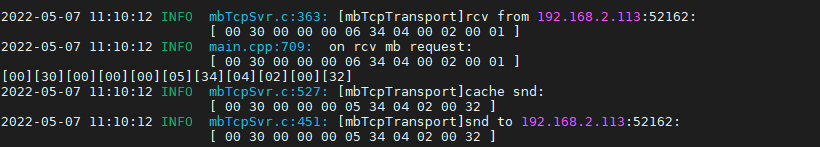 2022-05-07 11:10:12 INFO  mbTcpSvr.c:363: [mbTcpTransport]rcv from 192.168.2.113:52162:
[ 00 30 00 00 00 06 34 04 00 02 00 01 ]
2022-05-07 11:10:12 INFO  main.cpp:709:  on rcv mb request:
[ 00 30 00 00 00 06 34 04 00 02 00 01 ]
[00][30][00][00][00][05][34][04][02][00][32]
2022-05-07 11:10:12 INFO  mbTcpSvr.c:527: [mbTcpTransport]cache snd:
[ 00 30 00 00 00 05 34 04 02 00 32 ]
2022-05-07 11:10:12 INFO  mbTcpSvr.c:451: [mbTcpTransport]snd to 192.168.2.113:52162:
[ 00 30 00 00 00 05 34 04 02 00 32 ]